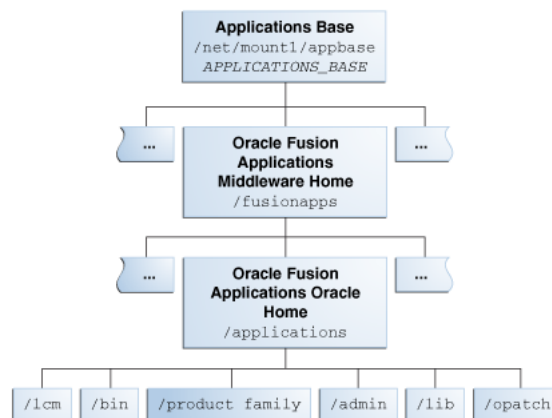 Applications Base
/net/mount1/appbase
APPLICATIONS_BASE
...
Oracle Fusion
Applications
Middleware Home
/fusionapps
...
...
Oracle Fusion
Applications Oracle
Home
/applications
...
/lcm
/bin
/product family
/admin
/lib
/opatch